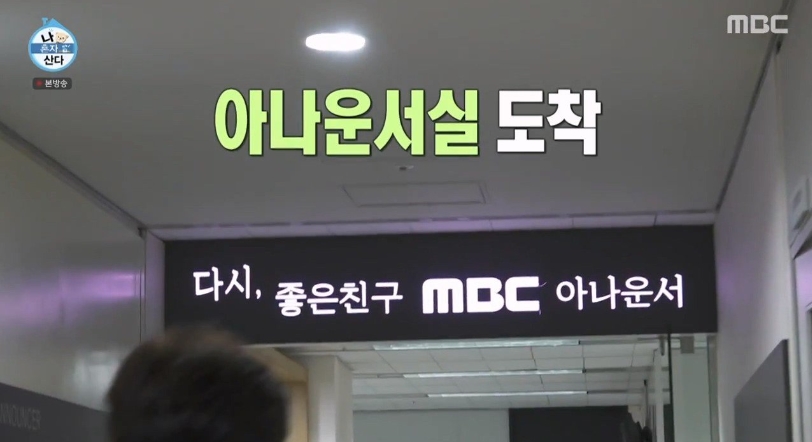 나
혼자
산다
본방송
MBC
아나운서실 도착
다시, 좋은친구 MBC 아나운서
ANNOUNCER